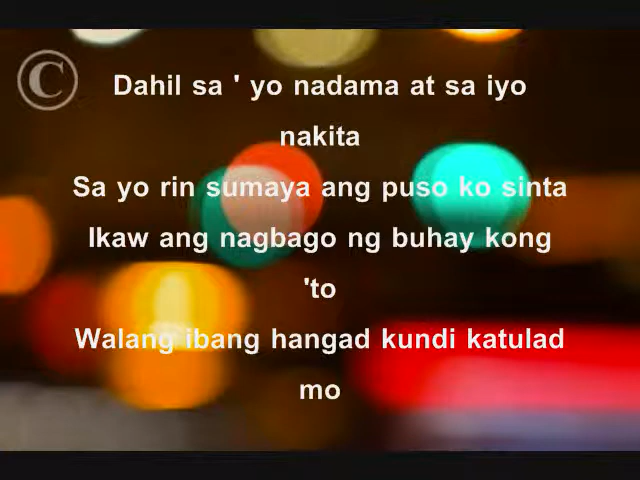 ©
Dahil sa ' yo nadama at sa iyo
nakita
Sa yo rin sumaya ang puso ko sinta
Ikaw ang nagbago ng buhay kong
'to
Walang ibang hangad kundi katulad
mo